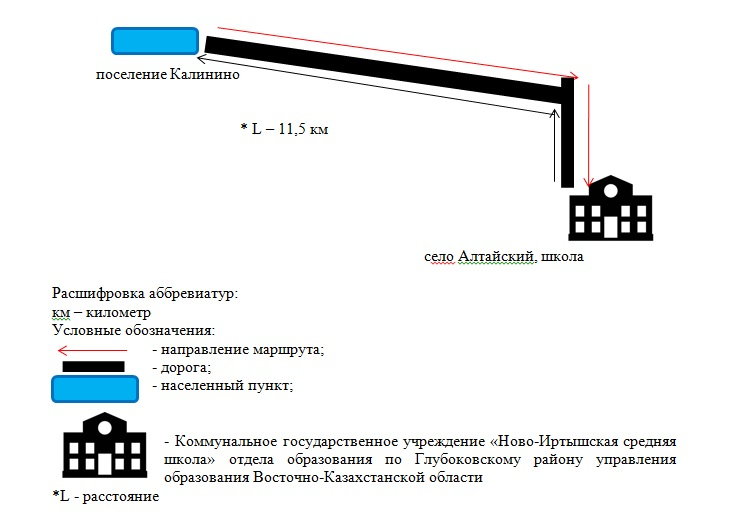 поселение Калинино
* L – 11,5 км
село Алтайский, школа
Расшифровка аббревиатур:
км – километр
Условные обозначения:
- направление маршрута;
- дорога;
- населенный пункт;
- Коммунальное государственное учреждение «Ново-Иртышская средняя
школа» отдела образования по Глубоковскому району управления
образования Восточно-Казахстанской области
*L - расстояние